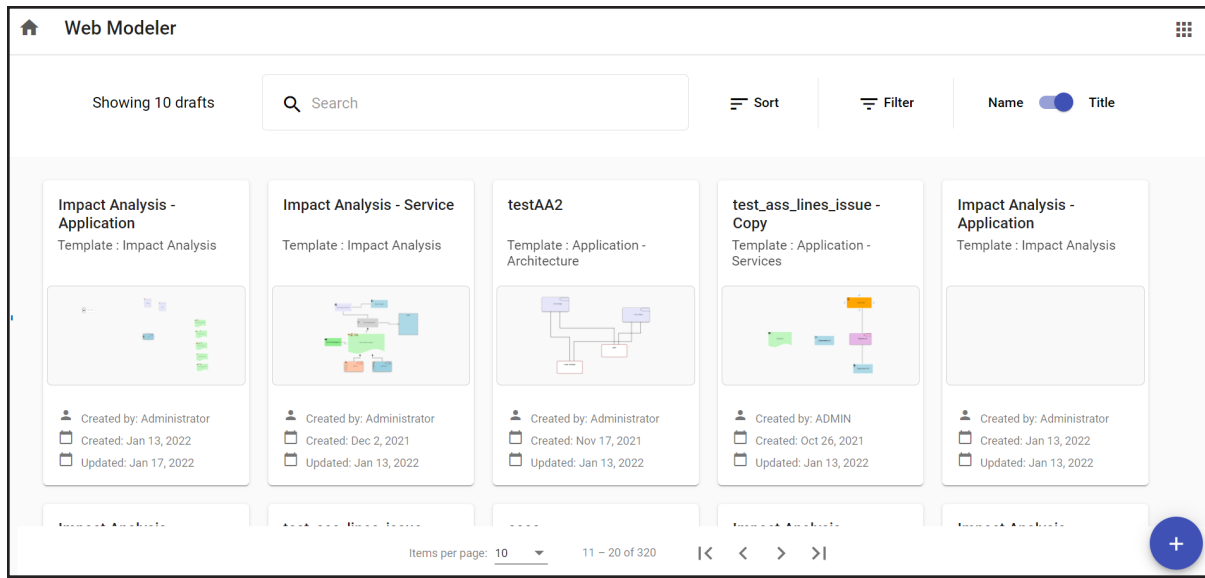 Web Modeler
Showing 10 drafts
Search
Sort
Filter
Name
Title
Impact Analysis -
Application
Template : Impact Analysis
Created by: Administrator
Created: Jan 13, 2022
Updated: Jan 17, 2022
Impact Analysis - Service
Template : Impact Analysis
Created by: Administrator
Created: Dec 2, 2021
Updated: Jan 13, 2022
testAA2
Template : Application -
Architecture
Created by: Administrator
Created: Nov 17, 2021
Updated: Jan 13, 2022
test_ass_lines_issue -
Copy
Template : Application -
Services
Created by: ADMIN
Created: Oct 26, 2021
Updated: Jan 13, 2022
Impact Analysis -
Application
Template : Impact Analysis
Created by: Administrator
Created: Jan 13, 2022
Updated: Jan 13, 2022
Items per page: 10
11 – 20 of 320